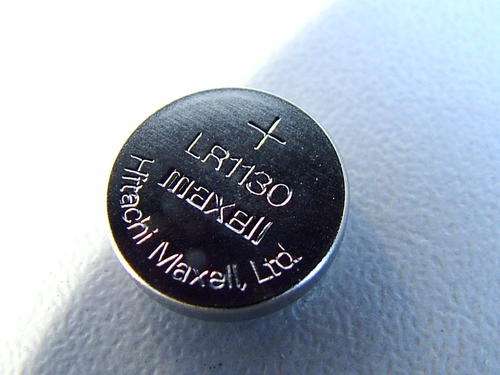 +
LR1130
maxell
Hitachi Maxell, Ltd.